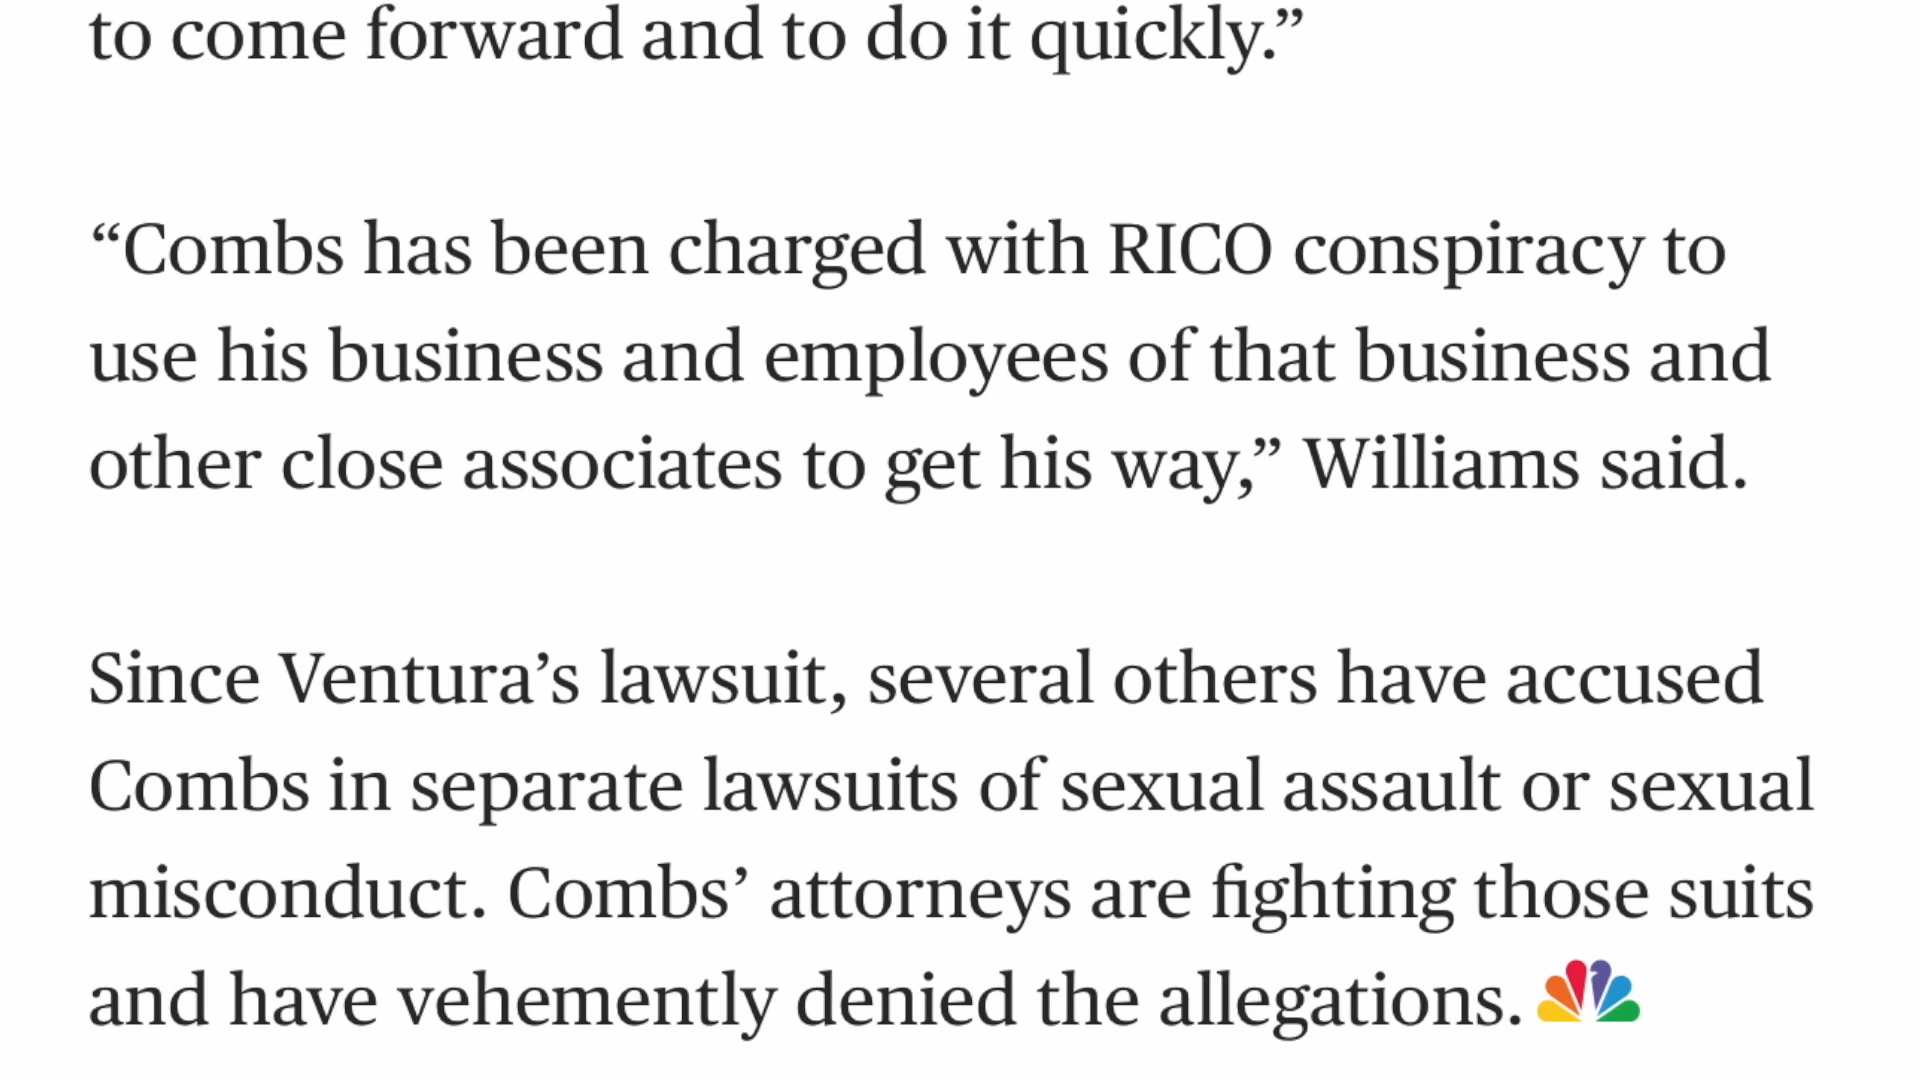 to come forward and to do it quickly.”
“Combs has been charged with RICO conspiracy to
use his business and employees of that business and
other close associates to get his way,” Williams said.
Since Ventura’s lawsuit, several others have accused
Combs in separate lawsuits of sexual assault or sexual
misconduct. Combs’ attorneys are fighting those suits
and have vehemently denied the allegations.